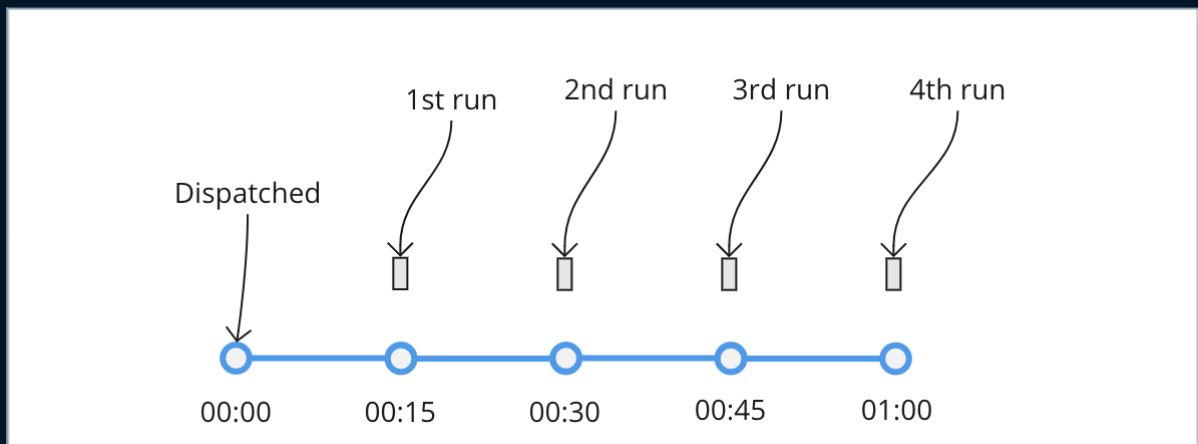 1st run
2nd run
3rd run
4th run
Dispatched
00:00
00:15
00:30
00:45
01:00